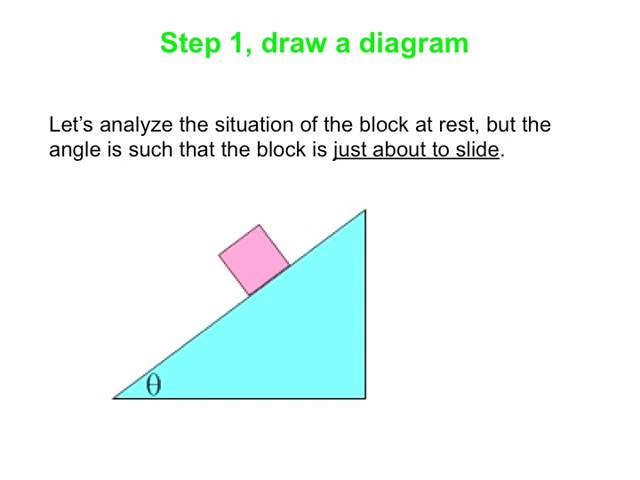 Step 1, draw a diagram
Let’s analyze the situation of the block at rest, but the
angle is such that the block is just about to slide.
θ